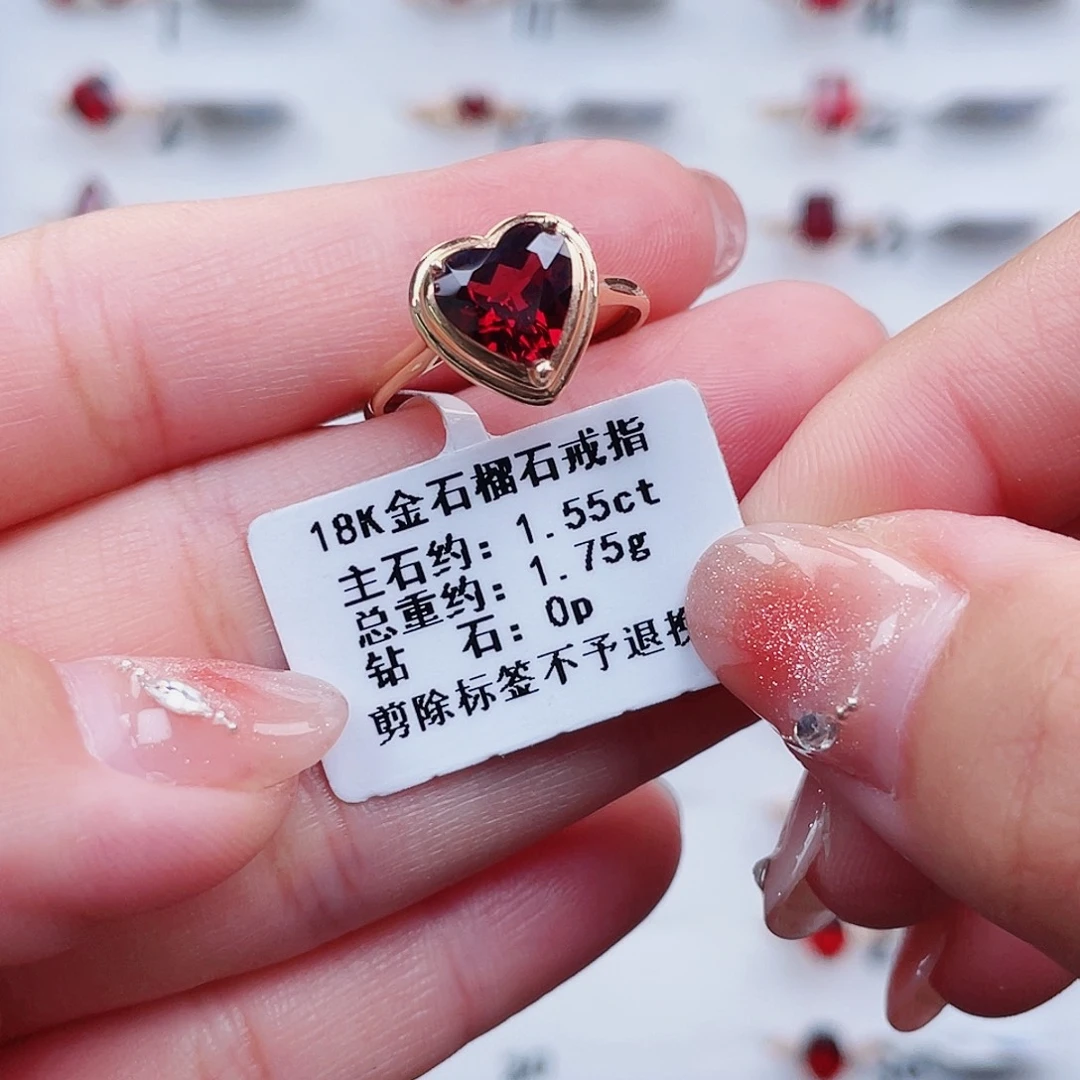 18K金石榴石戒指
主石约: 1.55ct
总重约: 1.75g
钻 石: 0p
剪除标签不予退换